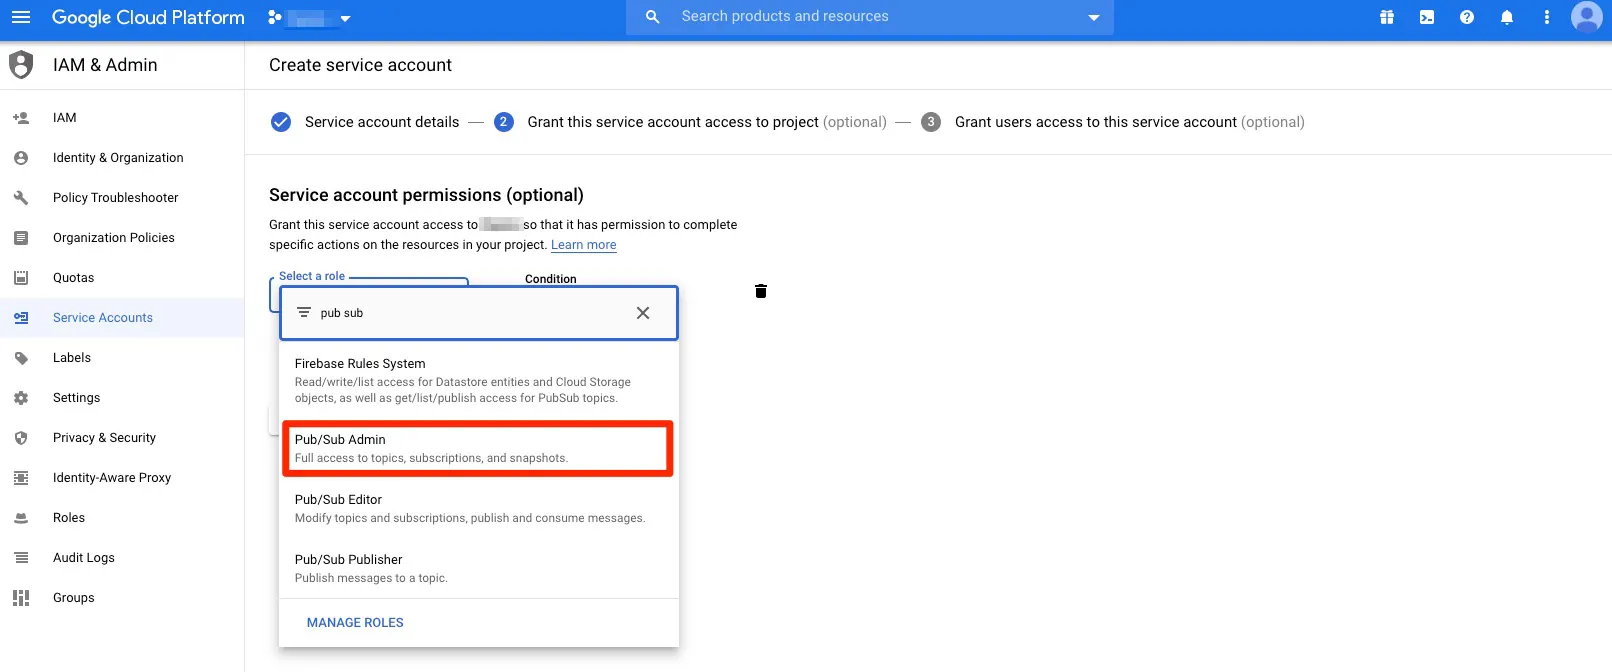 Google Cloud Platform
Search products and resources
IAM & Admin
Create service account
IAM
Identity & Organization
Policy Troubleshooter
Organization Policies
Quotas
Service Accounts
Labels
Settings
Privacy & Security
Identity-Aware Proxy
Roles
Audit Logs
Groups
Service account details — 2 Grant this service account access to project (optional) — 3 Grant users access to this service account (optional)
Service account permissions (optional)
Grant this service account access to so that it has permission to complete
specific actions on the resources in your project. Learn more
Select a role
Condition
pub sub
Firebase Rules System
Read/write/list access for Datastore entities and Cloud Storage
objects, as well as get/list/publish access for PubSub topics.
Pub/Sub Admin
Full access to topics, subscriptions, and snapshots.
Pub/Sub Editor
Modify topics and subscriptions, publish and consume messages.
Pub/Sub Publisher
Publish messages to a topic.
MANAGE ROLES